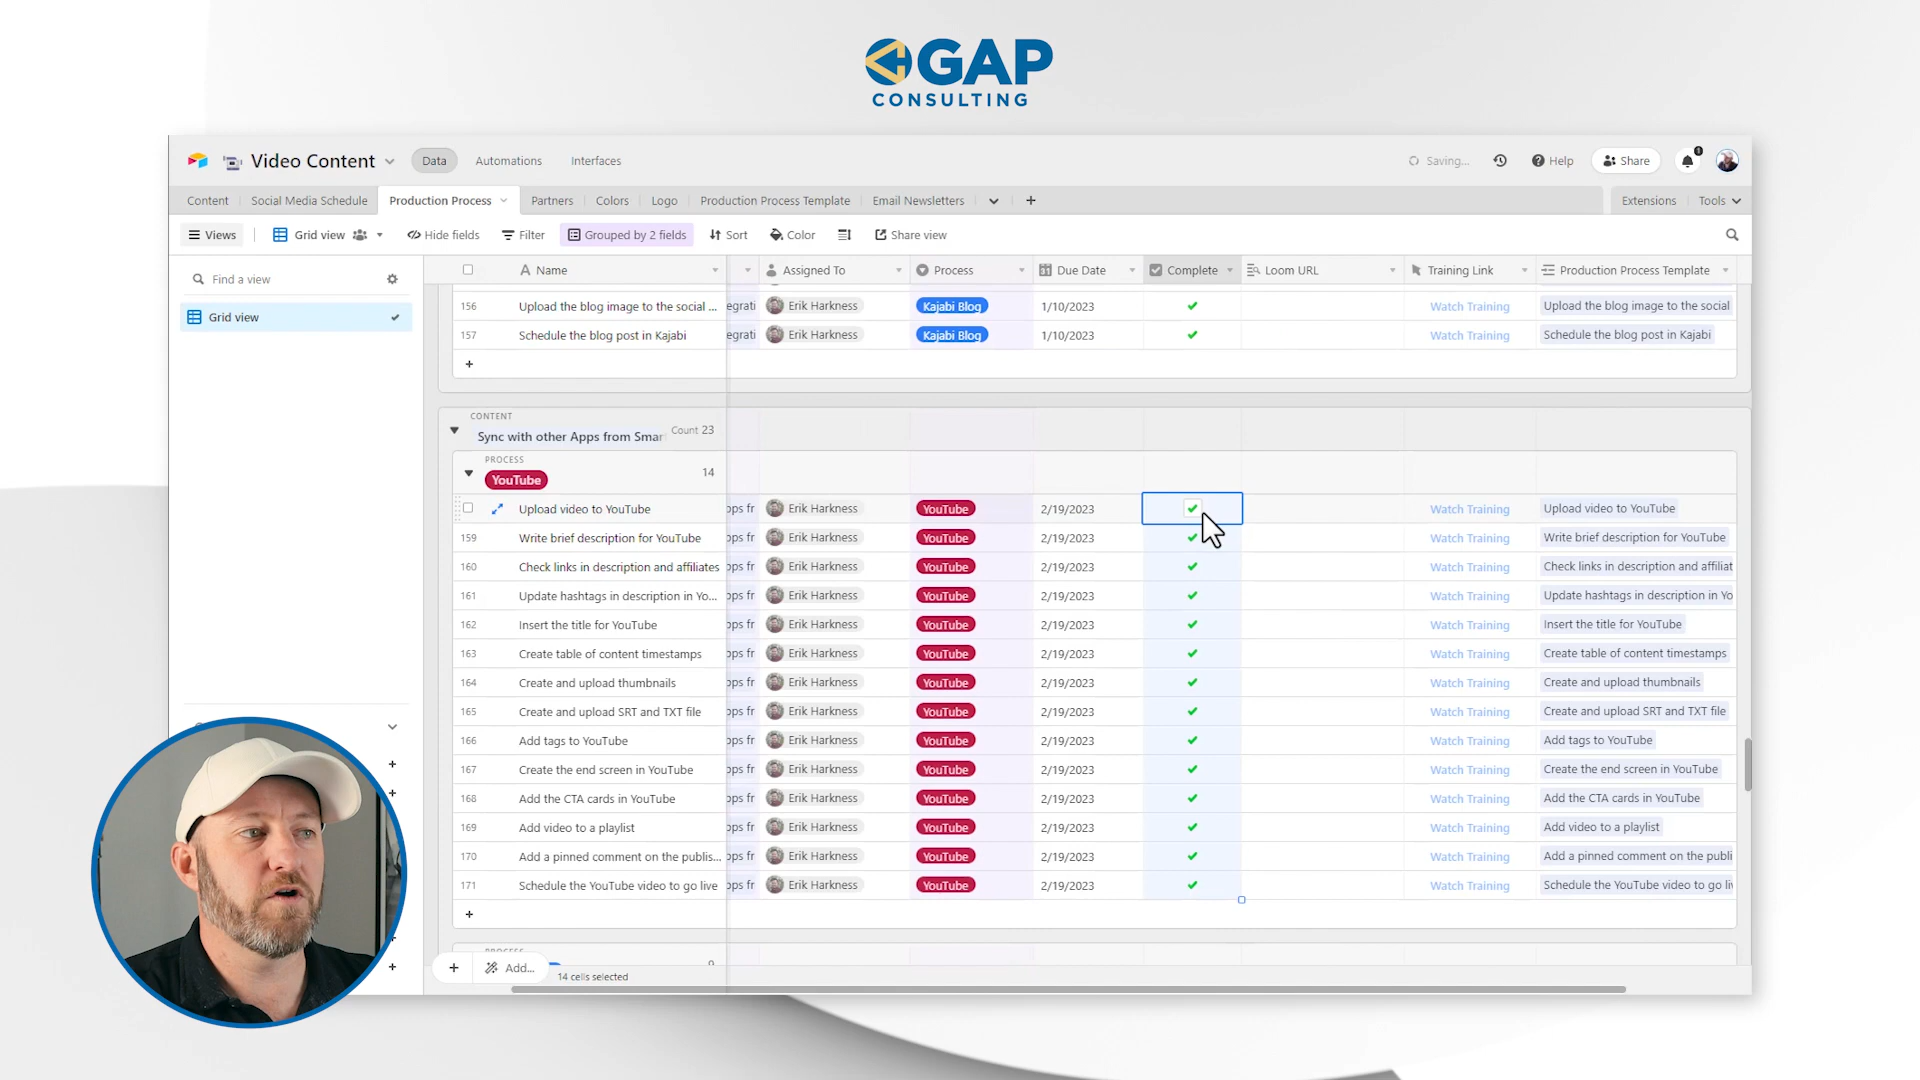 GAP
CONSULTING
Video Content Data Automations Interfaces Saving... Help Share 1
Content Social Media Schedule Production Process Partners Colors Logo Production Process Template Email Newsletters + Extensions Tools
Views Grid view Hide fields Filter Grouped by 2 fields Sort Color Share view
Find a view
Grid view
Name Assigned To Process Due Date Complete Loom URL Training Link Production Process Template
156 Upload the blog image to the social ... egrati Erik Harkness Kajabi Blog 1/10/2023 Watch Training Upload the blog image to the social
157 Schedule the blog post in Kajabi egrati Erik Harkness Kajabi Blog 1/10/2023 Watch Training Schedule the blog post in Kajabi
+
CONTENT
Sync with other Apps from Smar Count 23
PROCESS
YouTube 14
Upload video to YouTube pps fr Erik Harkness YouTube 2/19/2023 Watch Training Upload video to YouTube
159 Write brief description for YouTube pps fr Erik Harkness YouTube 2/19/2023 Watch Training Write brief description for YouTube
160 Check links in description and affiliates pps fr Erik Harkness YouTube 2/19/2023 Watch Training Check links in description and affiliat
161 Update hashtags in description in Yo... pps fr Erik Harkness YouTube 2/19/2023 Watch Training Update hashtags in description in Yo
162 Insert the title for YouTube pps fr Erik Harkness YouTube 2/19/2023 Watch Training Insert the title for YouTube
163 Create table of content timestamps pps fr Erik Harkness YouTube 2/19/2023 Watch Training Create table of content timestamps
164 Create and upload thumbnails pps fr Erik Harkness YouTube 2/19/2023 Watch Training Create and upload thumbnails
165 Create and upload SRT and TXT file pps fr Erik Harkness YouTube 2/19/2023 Watch Training Create and upload SRT and TXT file
166 Add tags to YouTube pps fr Erik Harkness YouTube 2/19/2023 Watch Training Add tags to YouTube
167 Create the end screen in YouTube pps fr Erik Harkness YouTube 2/19/2023 Watch Training Create the end screen in YouTube
168 Add the CTA cards in YouTube pps fr Erik Harkness YouTube 2/19/2023 Watch Training Add the CTA cards in YouTube
169 Add video to a playlist pps fr Erik Harkness YouTube 2/19/2023 Watch Training Add video to a playlist
170 Add a pinned comment on the publis... pps fr Erik Harkness YouTube 2/19/2023 Watch Training Add a pinned comment on the publi
171 Schedule the YouTube video to go live pps fr Erik Harkness YouTube 2/19/2023 Watch Training Schedule the YouTube video to go li
+
PROCESS
+ Add... 14 cells selected